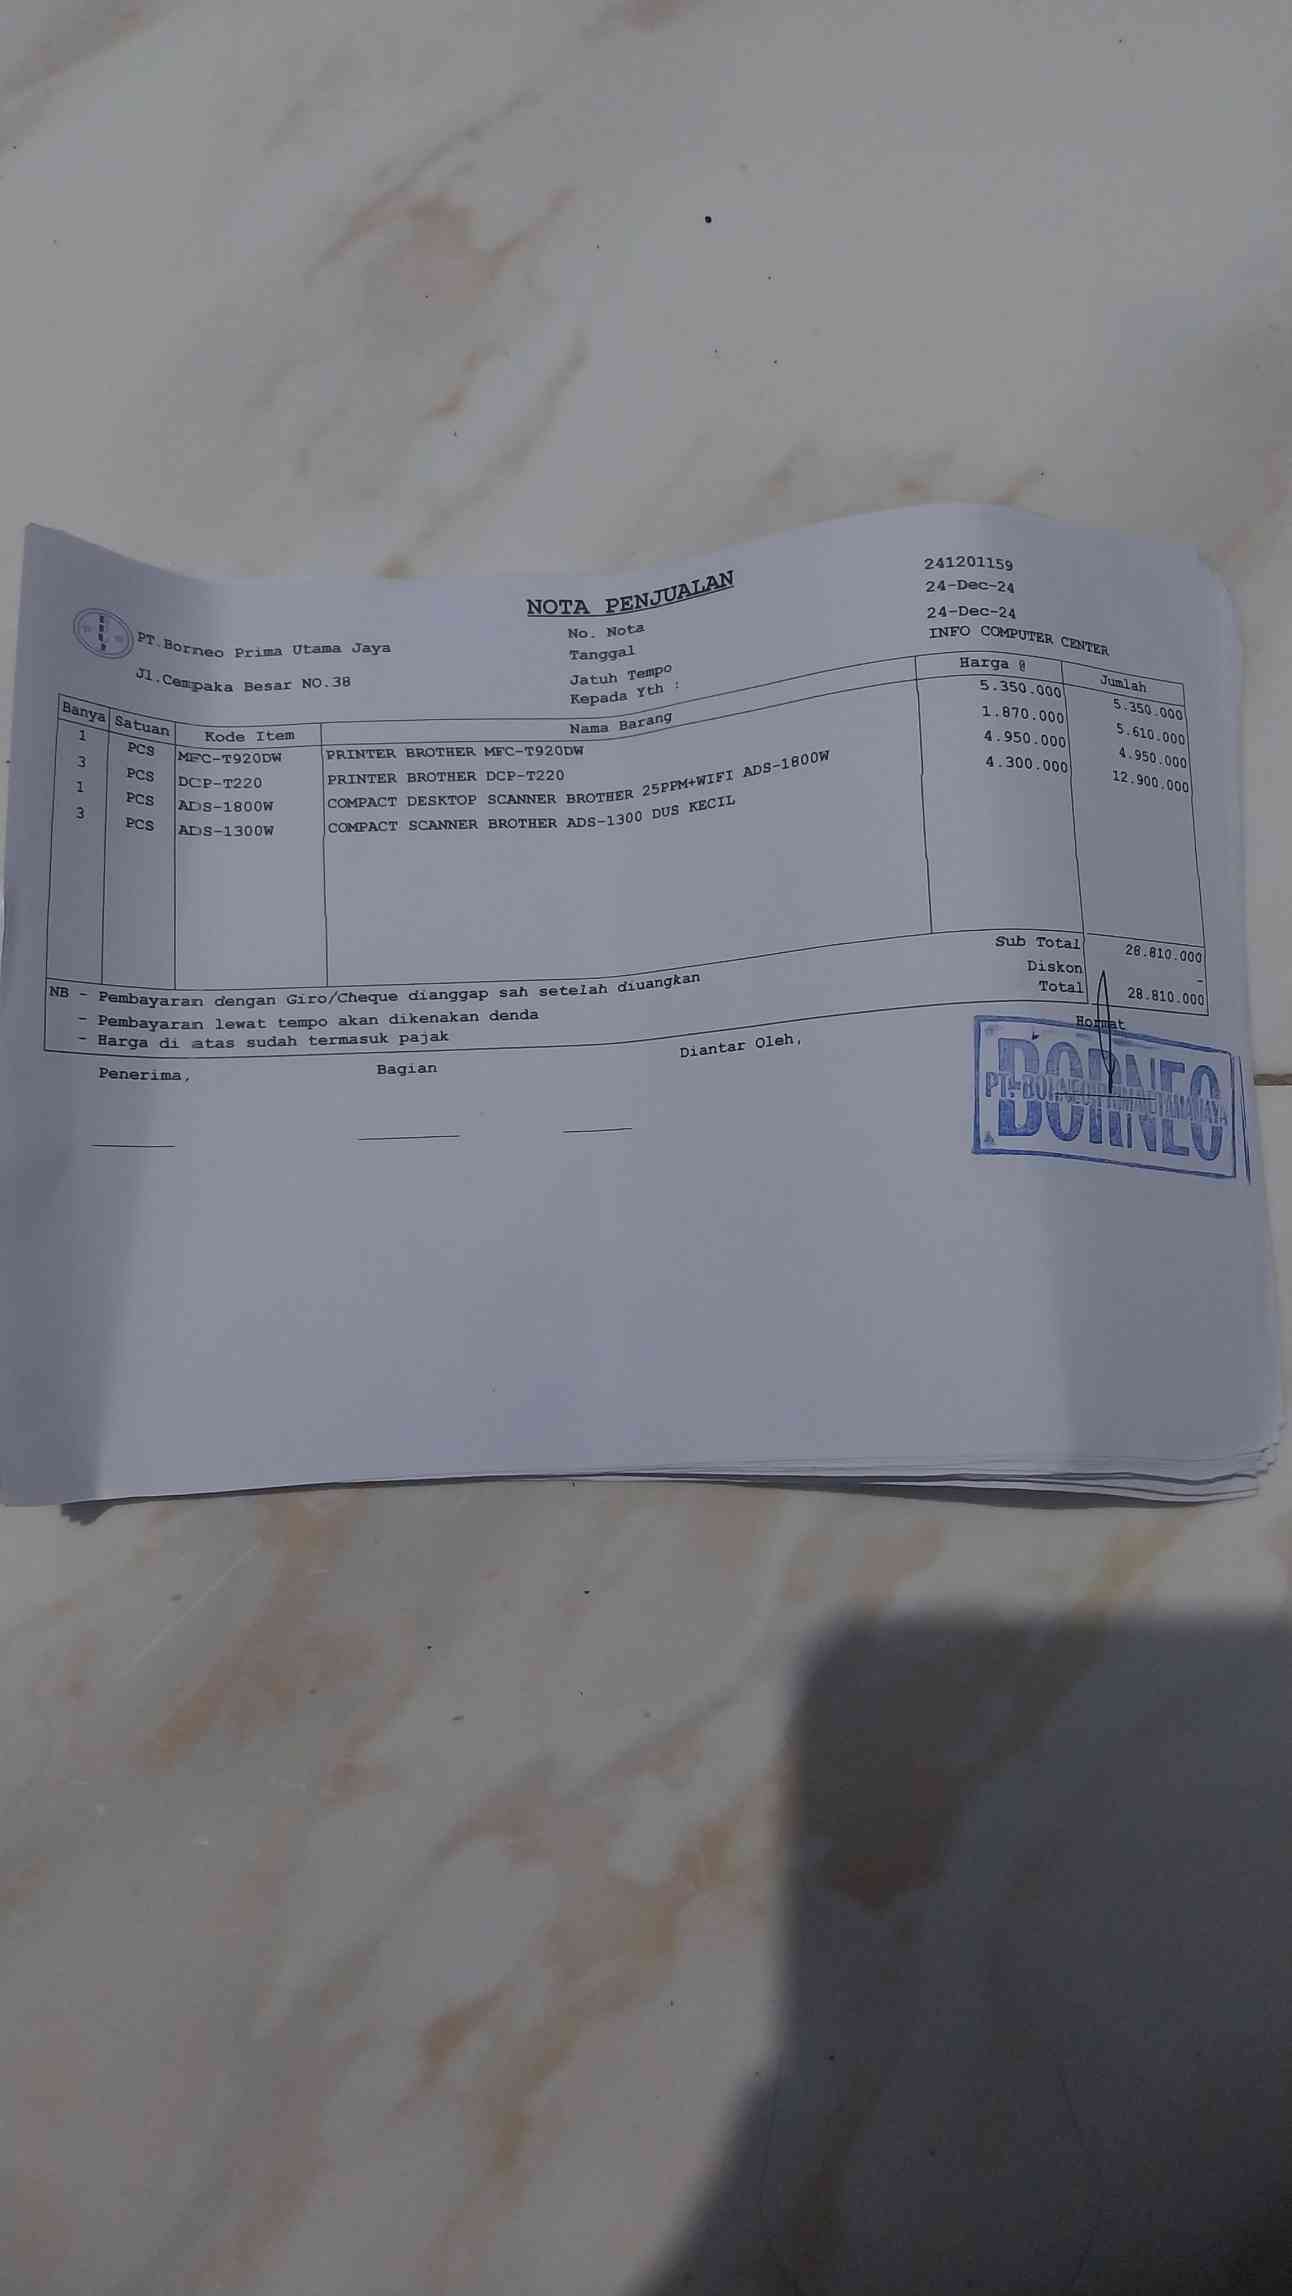 NOTA PENJUALAN
PT.Borneo Prima Utama Jaya
Jl.Cempaka Besar NO.38
No. Nota 241201159
Tanggal 24-Dec-24
Jatuh Tempo 24-Dec-24
Kepada Yth : INFO COMPUTER CENTER
Banya Satuan Kode Item Nama Barang Harga @ Jumlah
1 PCS MFC-T920DW PRINTER BROTHER MFC-T920DW 5.350.000 5.350.000
3 PCS DCP-T220 PRINTER BROTHER DCP-T220 1.870.000 5.610.000
1 PCS ADS-1800W COMPACT DESKTOP SCANNER BROTHER 25PPM+WIFI ADS-1800W 4.950.000 4.950.000
3 PCS ADS-1300W COMPACT SCANNER BROTHER ADS-1300 DUS KECIL 4.300.000 12.900.000
Sub Total 28.810.000
Diskon -
Total 28.810.000
NB - Pembayaran dengan Giro/Cheque dianggap sah setelah diuangkan
- Pembayaran lewat tempo akan dikenakan denda
- Harga di atas sudah termasuk pajak
Penerima, Bagian Diantar Oleh, Hormat
BORNEO
PT. BORNEO PRIMA UTAMA JAYA